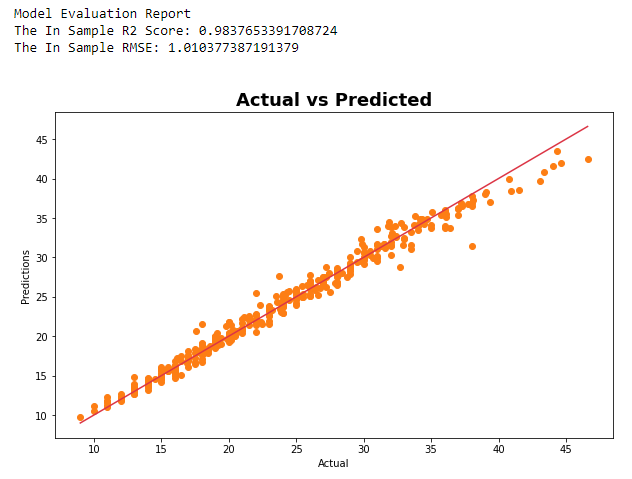 Model Evaluation Report
The In Sample R2 Score: 0.9837653391708724
The In Sample RMSE: 1.010377387191379
Actual vs Predicted
45
40
35
30
25
20
15
10
Predictions
10 15 20 25 30 35 40 45
Actual